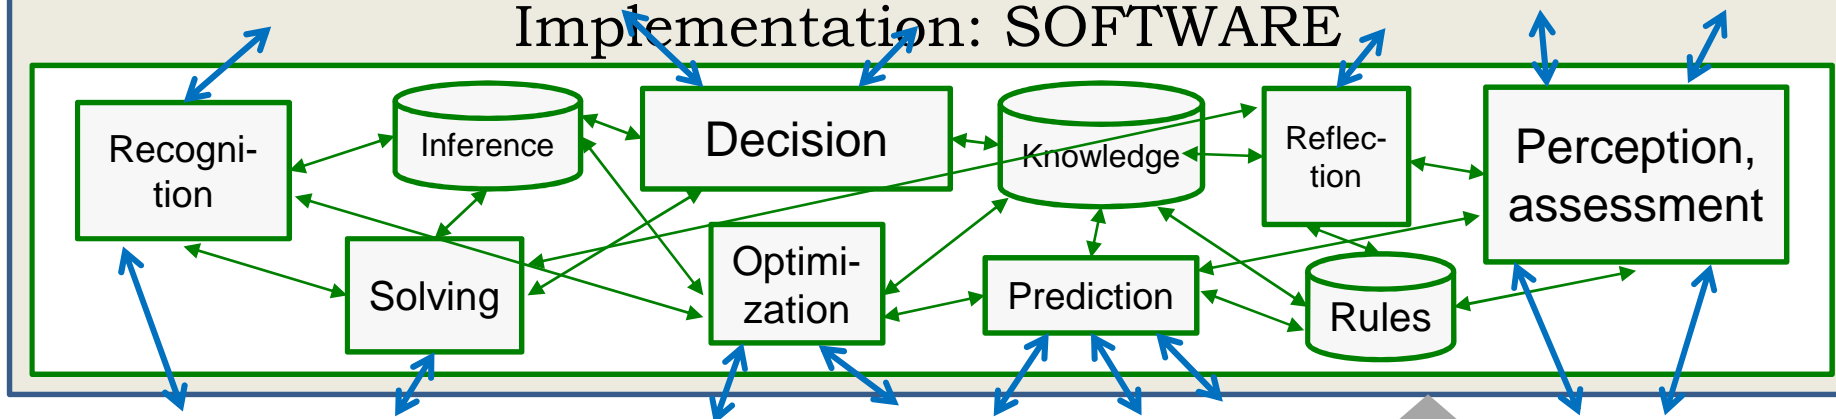 Implementation: SOFTWARE
Recogni-
tion
Inference
Decision
Knowledge
Reflec-
tion
Perception,
assessment
Solving
Optimi-
zation
Prediction
Rules